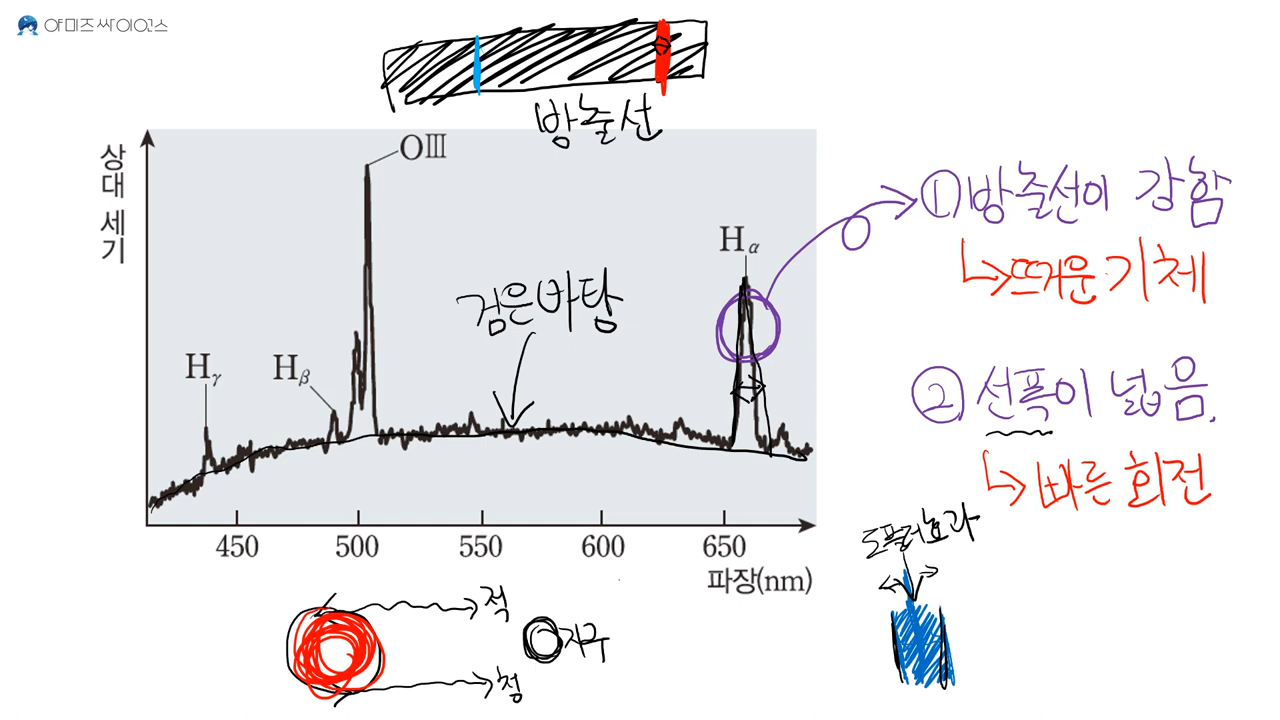 야미즈 싸이언스
방출선
상대 세기
OⅢ
Hα
Hγ
Hβ
검은바탕
450 500 550 600 650
파장(nm)
①방출선이 강함
↳뜨거운 기체
②선폭이 넓음.
↳빠른 회전
도플러효과
적
지구
청